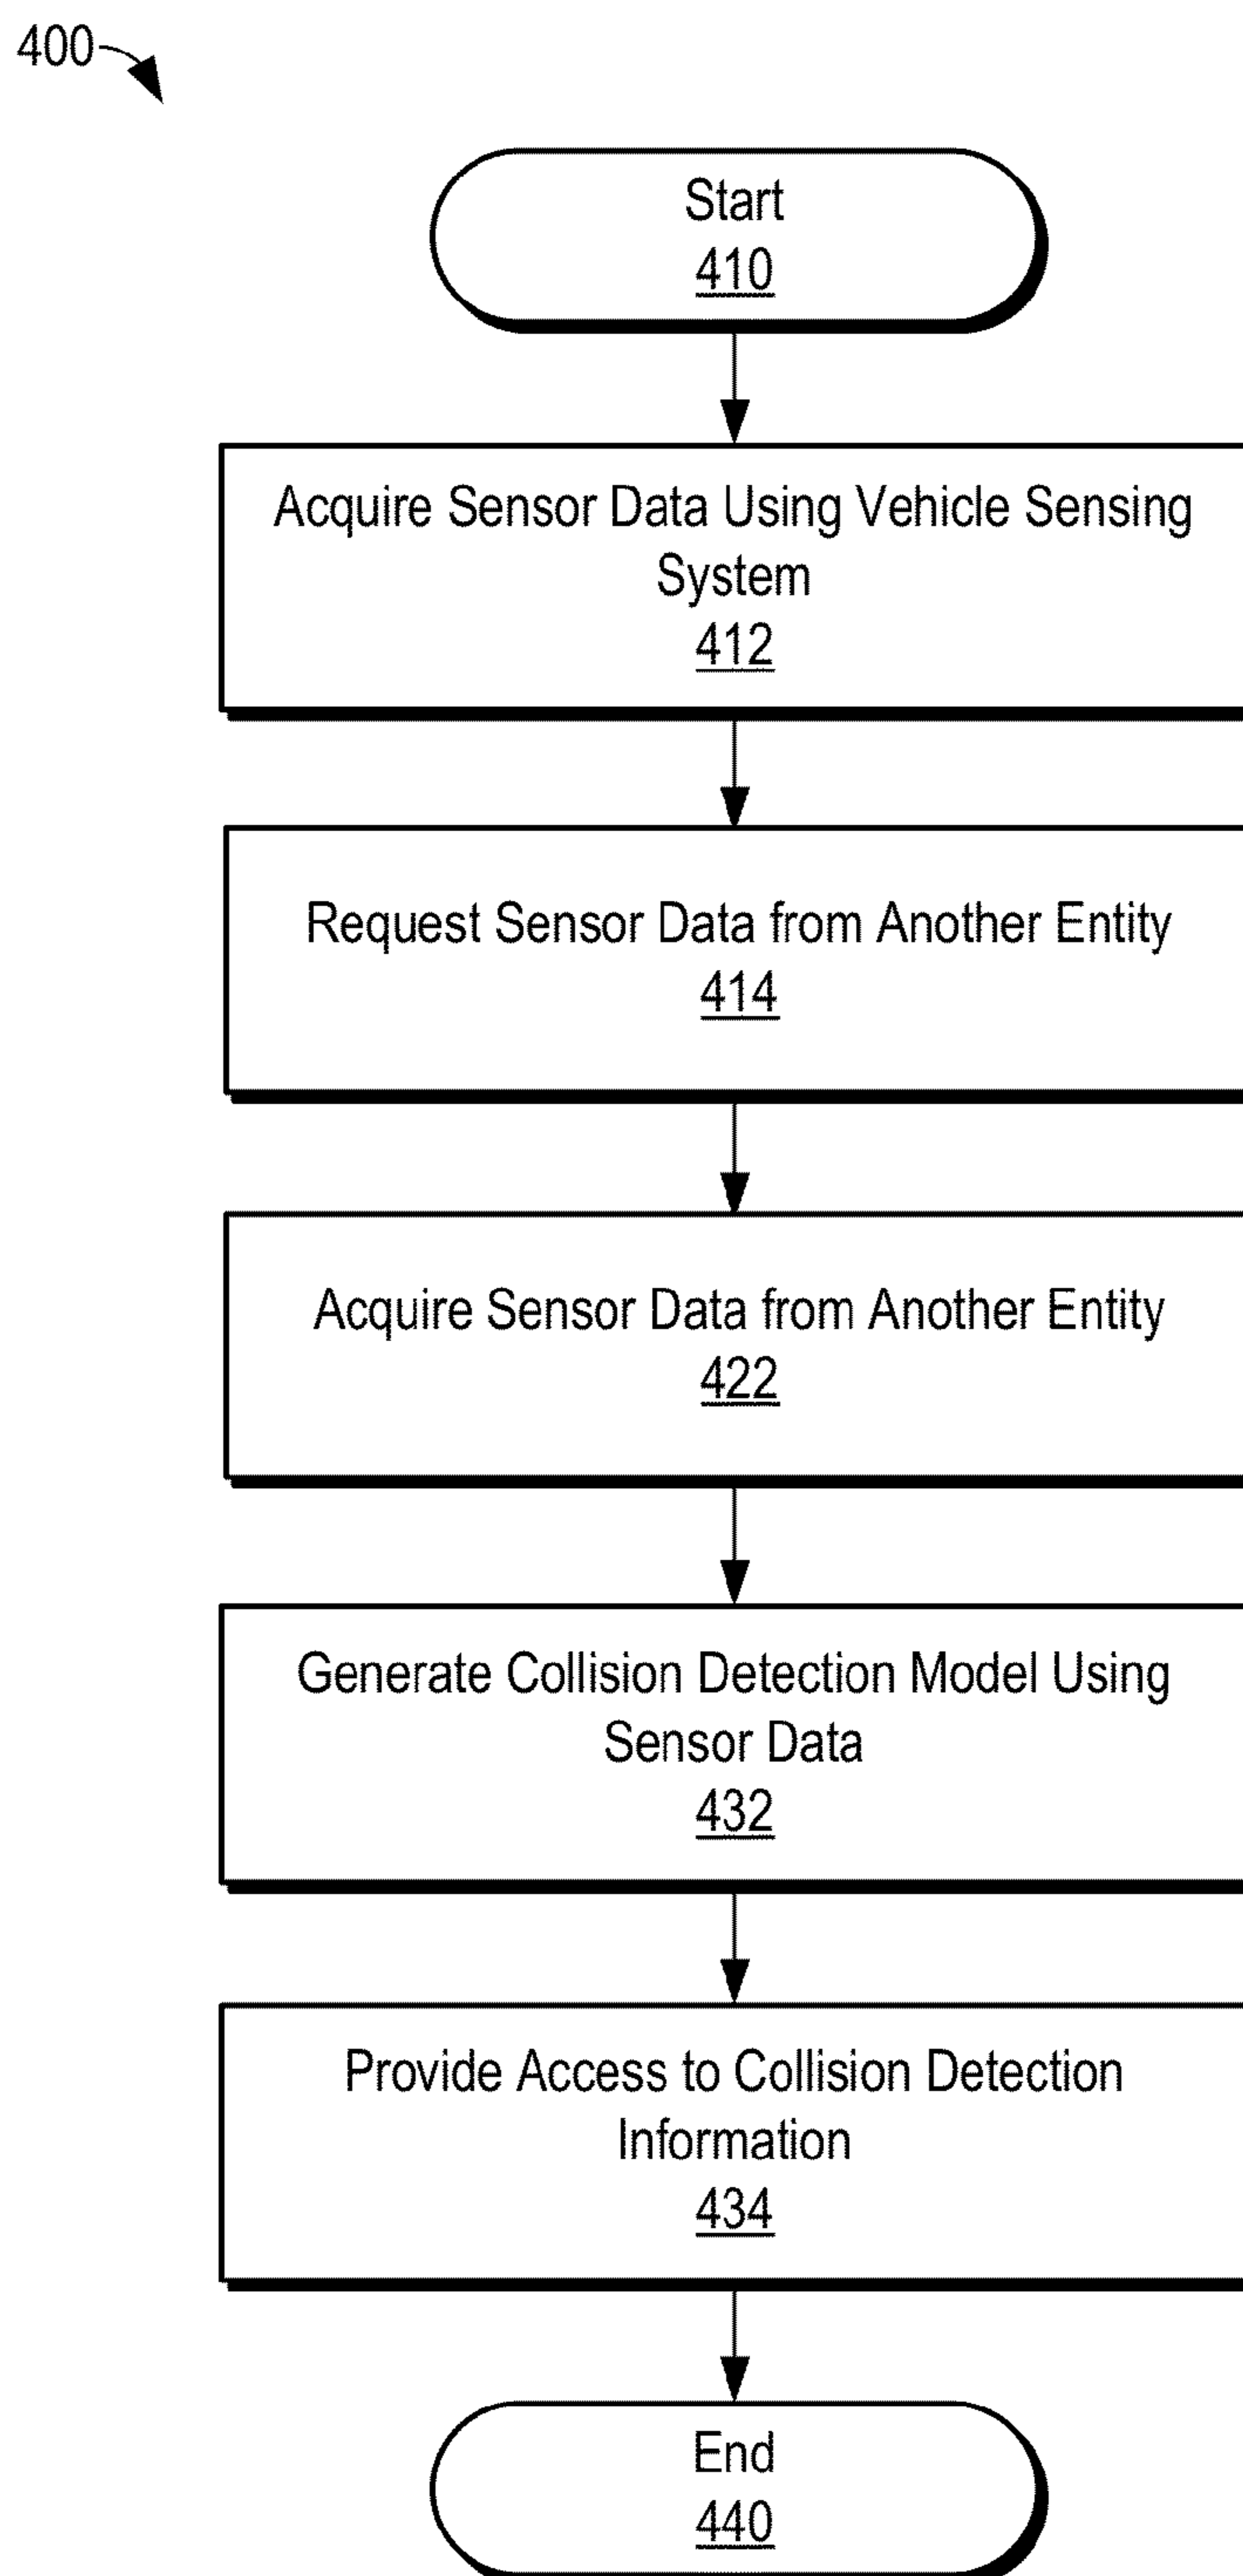 400
Start
410
Acquire Sensor Data Using Vehicle Sensing
System
412
Request Sensor Data from Another Entity
414
Acquire Sensor Data from Another Entity
422
Generate Collision Detection Model Using
Sensor Data
432
Provide Access to Collision Detection
Information
434
End
440